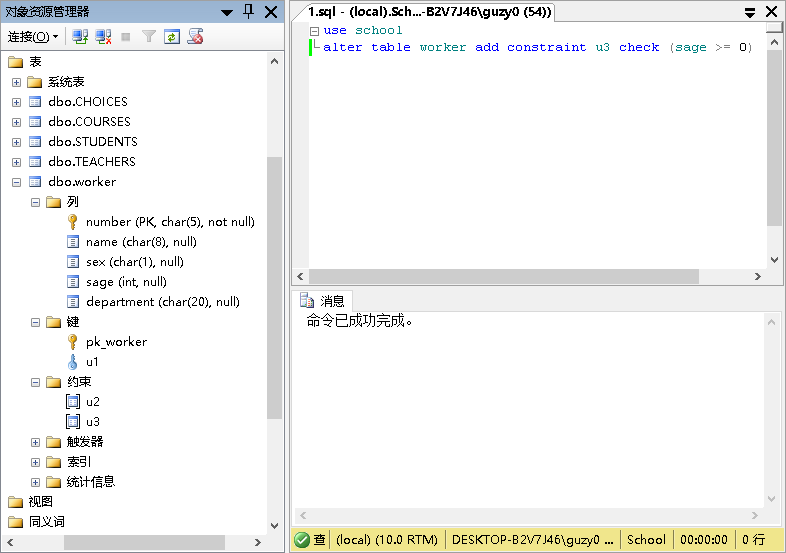 对象资源管理器
连接(O)
表
系统表
dbo.CHOICES
dbo.COURSES
dbo.STUDENTS
dbo.TEACHERS
dbo.worker
列
number (PK, char(5), not null)
name (char(8), null)
sex (char(1), null)
sage (int, null)
department (char(20), null)
键
pk_worker
u1
约束
u2
u3
触发器
索引
统计信息
视图
同义词
1.sql - (local).Sch...-B2V7J46\guzy0 (54))
use school
alter table worker add constraint u3 check (sage >= 0)
消息
命令已成功完成。
查 (local) (10.0 RTM) DESKTOP-B2V7J46\guzy0 ... School 00:00:00 0 行